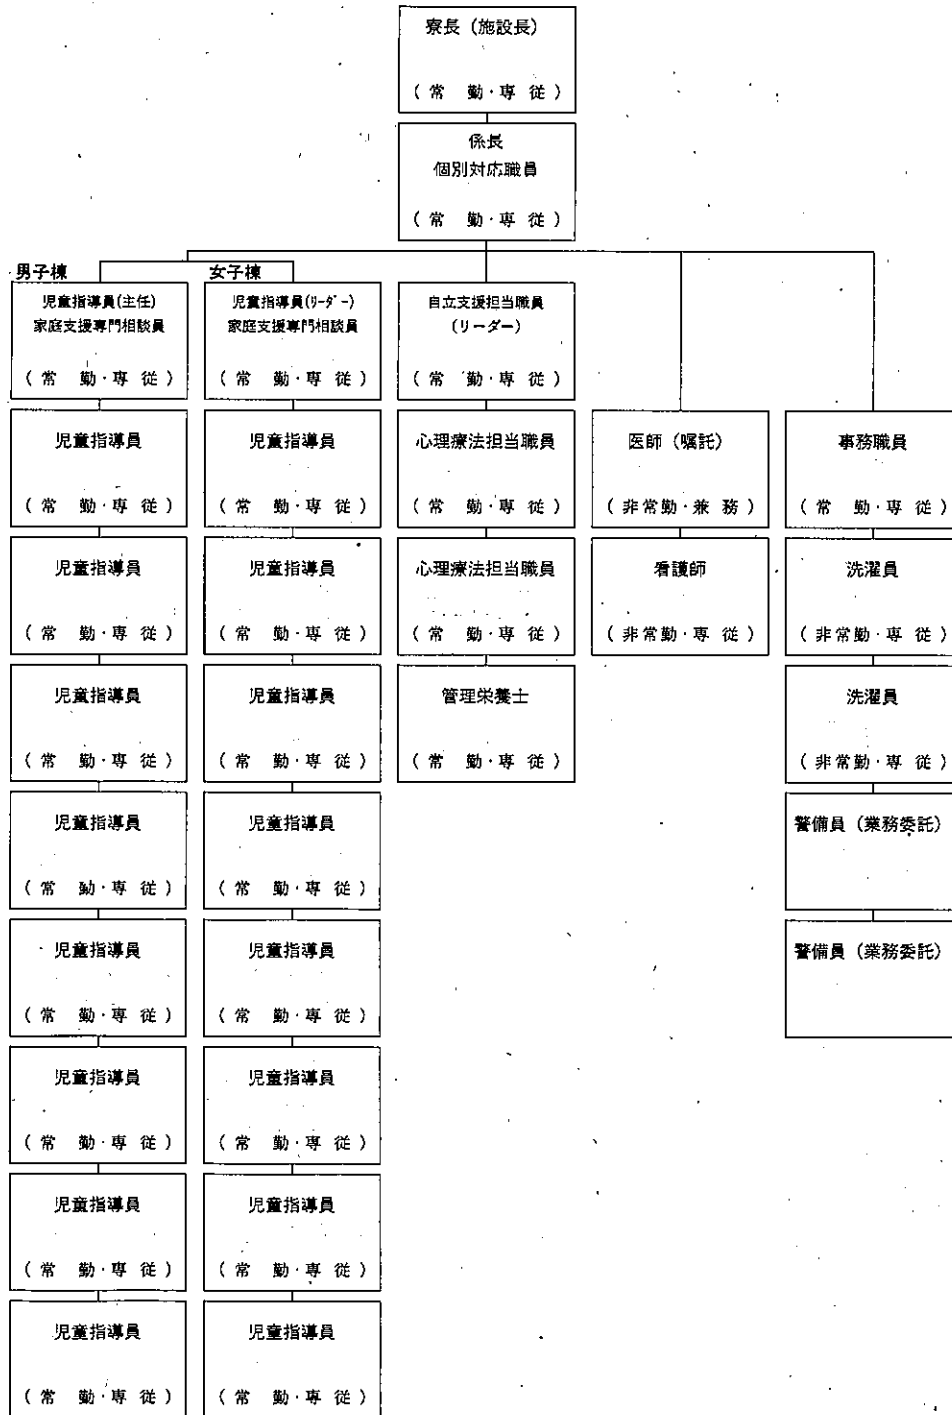 寮長（施設長）
（常　勤・専従）
係長
個別対応職員
（常　勤・専従）
男子棟
児童指導員(主任)
家庭支援専門相談員
（常　勤・専従）
児童指導員
（常　勤・専従）
児童指導員
（常　勤・専従）
児童指導員
（常　勤・専従）
児童指導員
（常　勤・専従）
児童指導員
（常　勤・専従）
児童指導員
（常　勤・専従）
児童指導員
（常　勤・専従）
児童指導員
（常　勤・専従）
女子棟
児童指導員(ﾘｰﾀﾞｰ)
家庭支援専門相談員
（常　勤・専従）
児童指導員
（常　勤・専従）
児童指導員
（常　勤・専従）
児童指導員
（常　勤・専従）
児童指導員
（常　勤・専従）
児童指導員
（常　勤・専従）
児童指導員
（常　勤・専従）
児童指導員
（常　勤・専従）
児童指導員
（常　勤・専従）
自立支援担当職員
（リーダー）
（常　勤・専従）
心理療法担当職員
（常　勤・専従）
心理療法担当職員
（常　勤・専従）
管理栄養士
（常　勤・専従）
医師（嘱託）
（非常勤・兼務）
看護師
（非常勤・専従）
事務職員
（常　勤・専従）
洗濯員
（非常勤・専従）
洗濯員
（非常勤・専従）
警備員（業務委託）
警備員（業務委託）